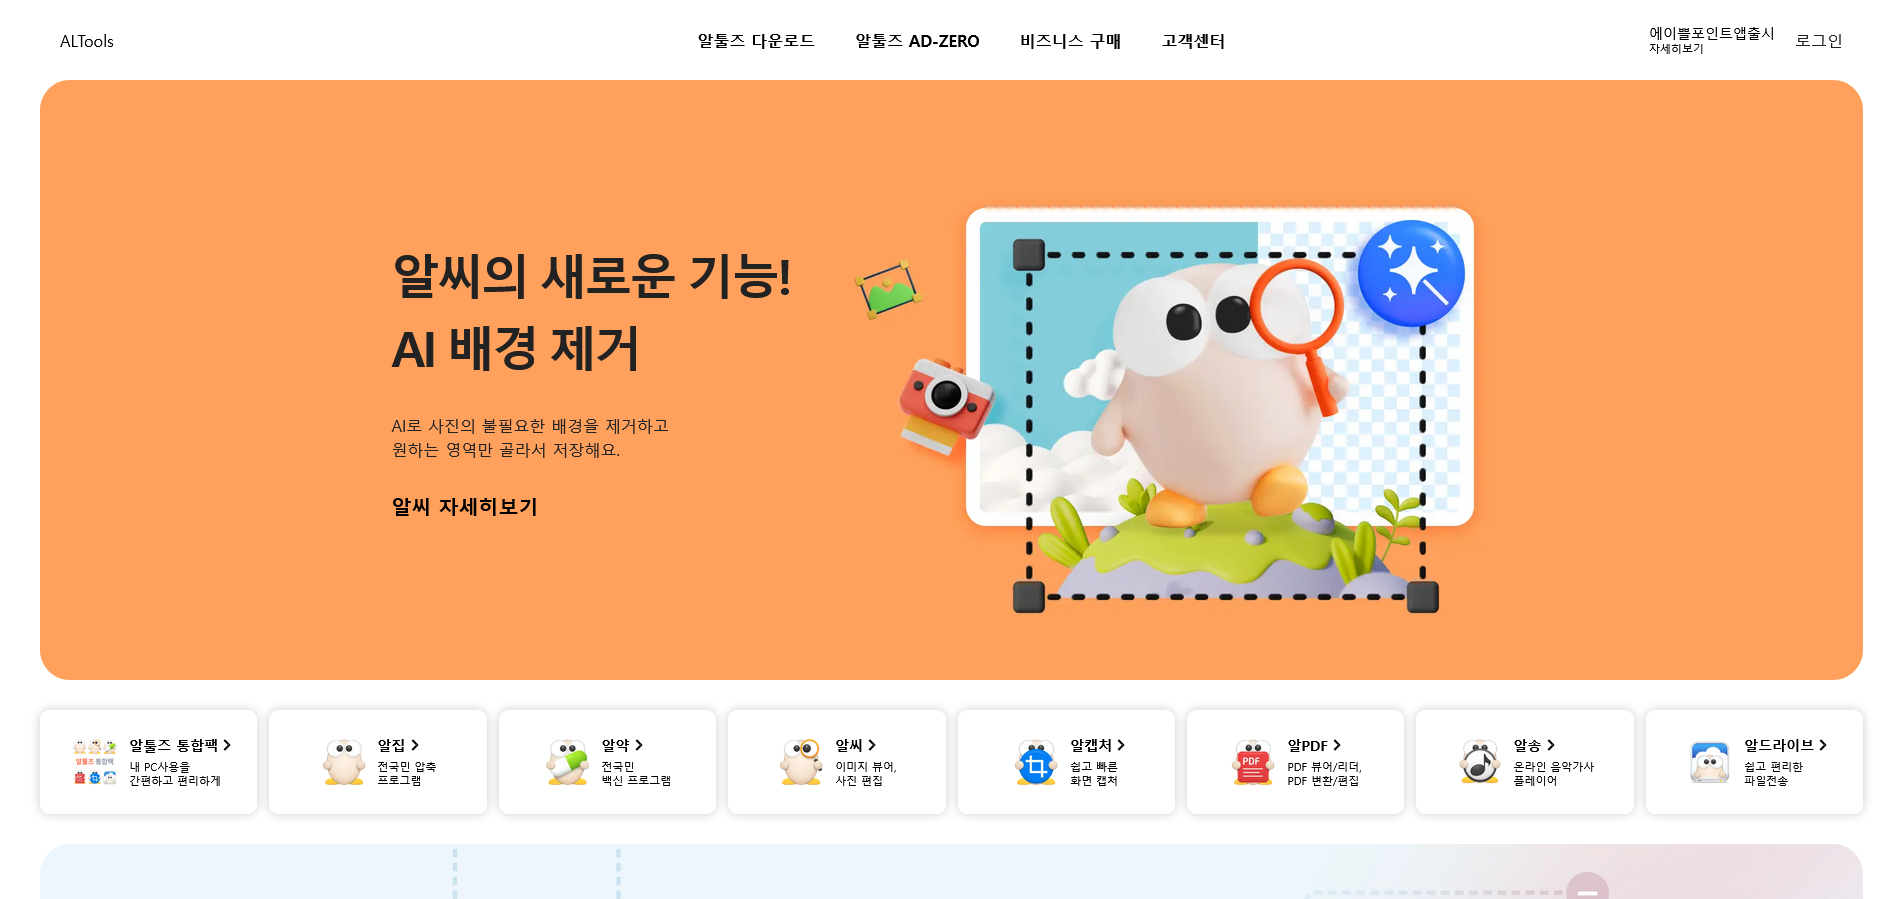 ALTools
알툴즈 다운로드
알툴즈 AD-ZERO
비즈니스 구매
고객센터
에이쁠포인트앱출시
자세히보기
로그인
알씨의 새로운 기능!
AI 배경 제거
AI로 사진의 불필요한 배경을 제거하고
원하는 영역만 골라서 저장해요.
알씨 자세히보기
알툴즈 통합팩
알툴즈 통합팩
내 PC사용을
간편하고 편리하게
알집
전국민 압축
프로그램
알약
전국민
백신 프로그램
알씨
이미지 뷰어,
사진 편집
알캡처
쉽고 빠른
화면 캡처
PDF
알PDF
PDF 뷰어/리더,
PDF 변환/편집
알송
온라인 음악가사
플레이어
알드라이브
쉽고 편리한
파일전송